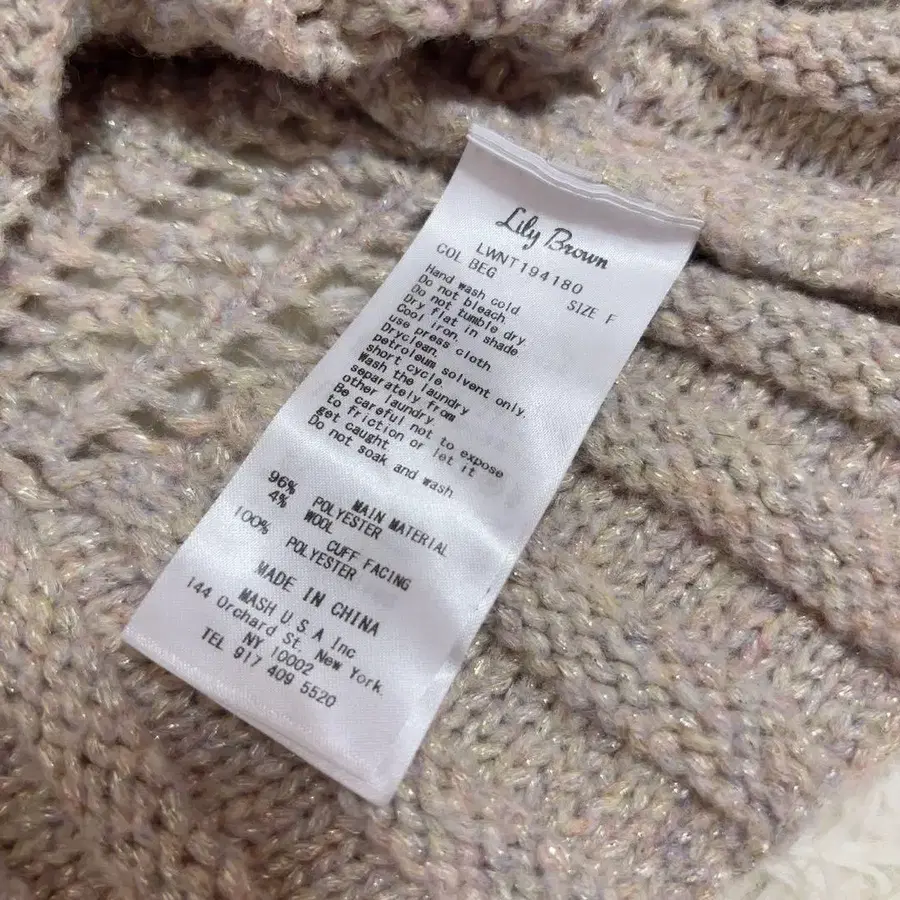 Lily Brown
LWNT194180
COL BEG SIZE F
Hand wash cold
Do not bleach
Do not tumble dry.
Dry flat in shade
Cool iron.
use press cloth.
Dryclean.
petroleum solvent only.
short cycle.
Wash the laundry
separately from
other laundry
Be careful not to expose
to friction or let it
get caught.
Do not soak and wash
MAIN MATERIAL
96% POLYESTER
4% WOOL
CUFF FACING
100% POLYESTER
MADE IN CHINA
MASH U S A Inc
144 Orchard St. New York.
NY 10002
TEL 917 409 5520